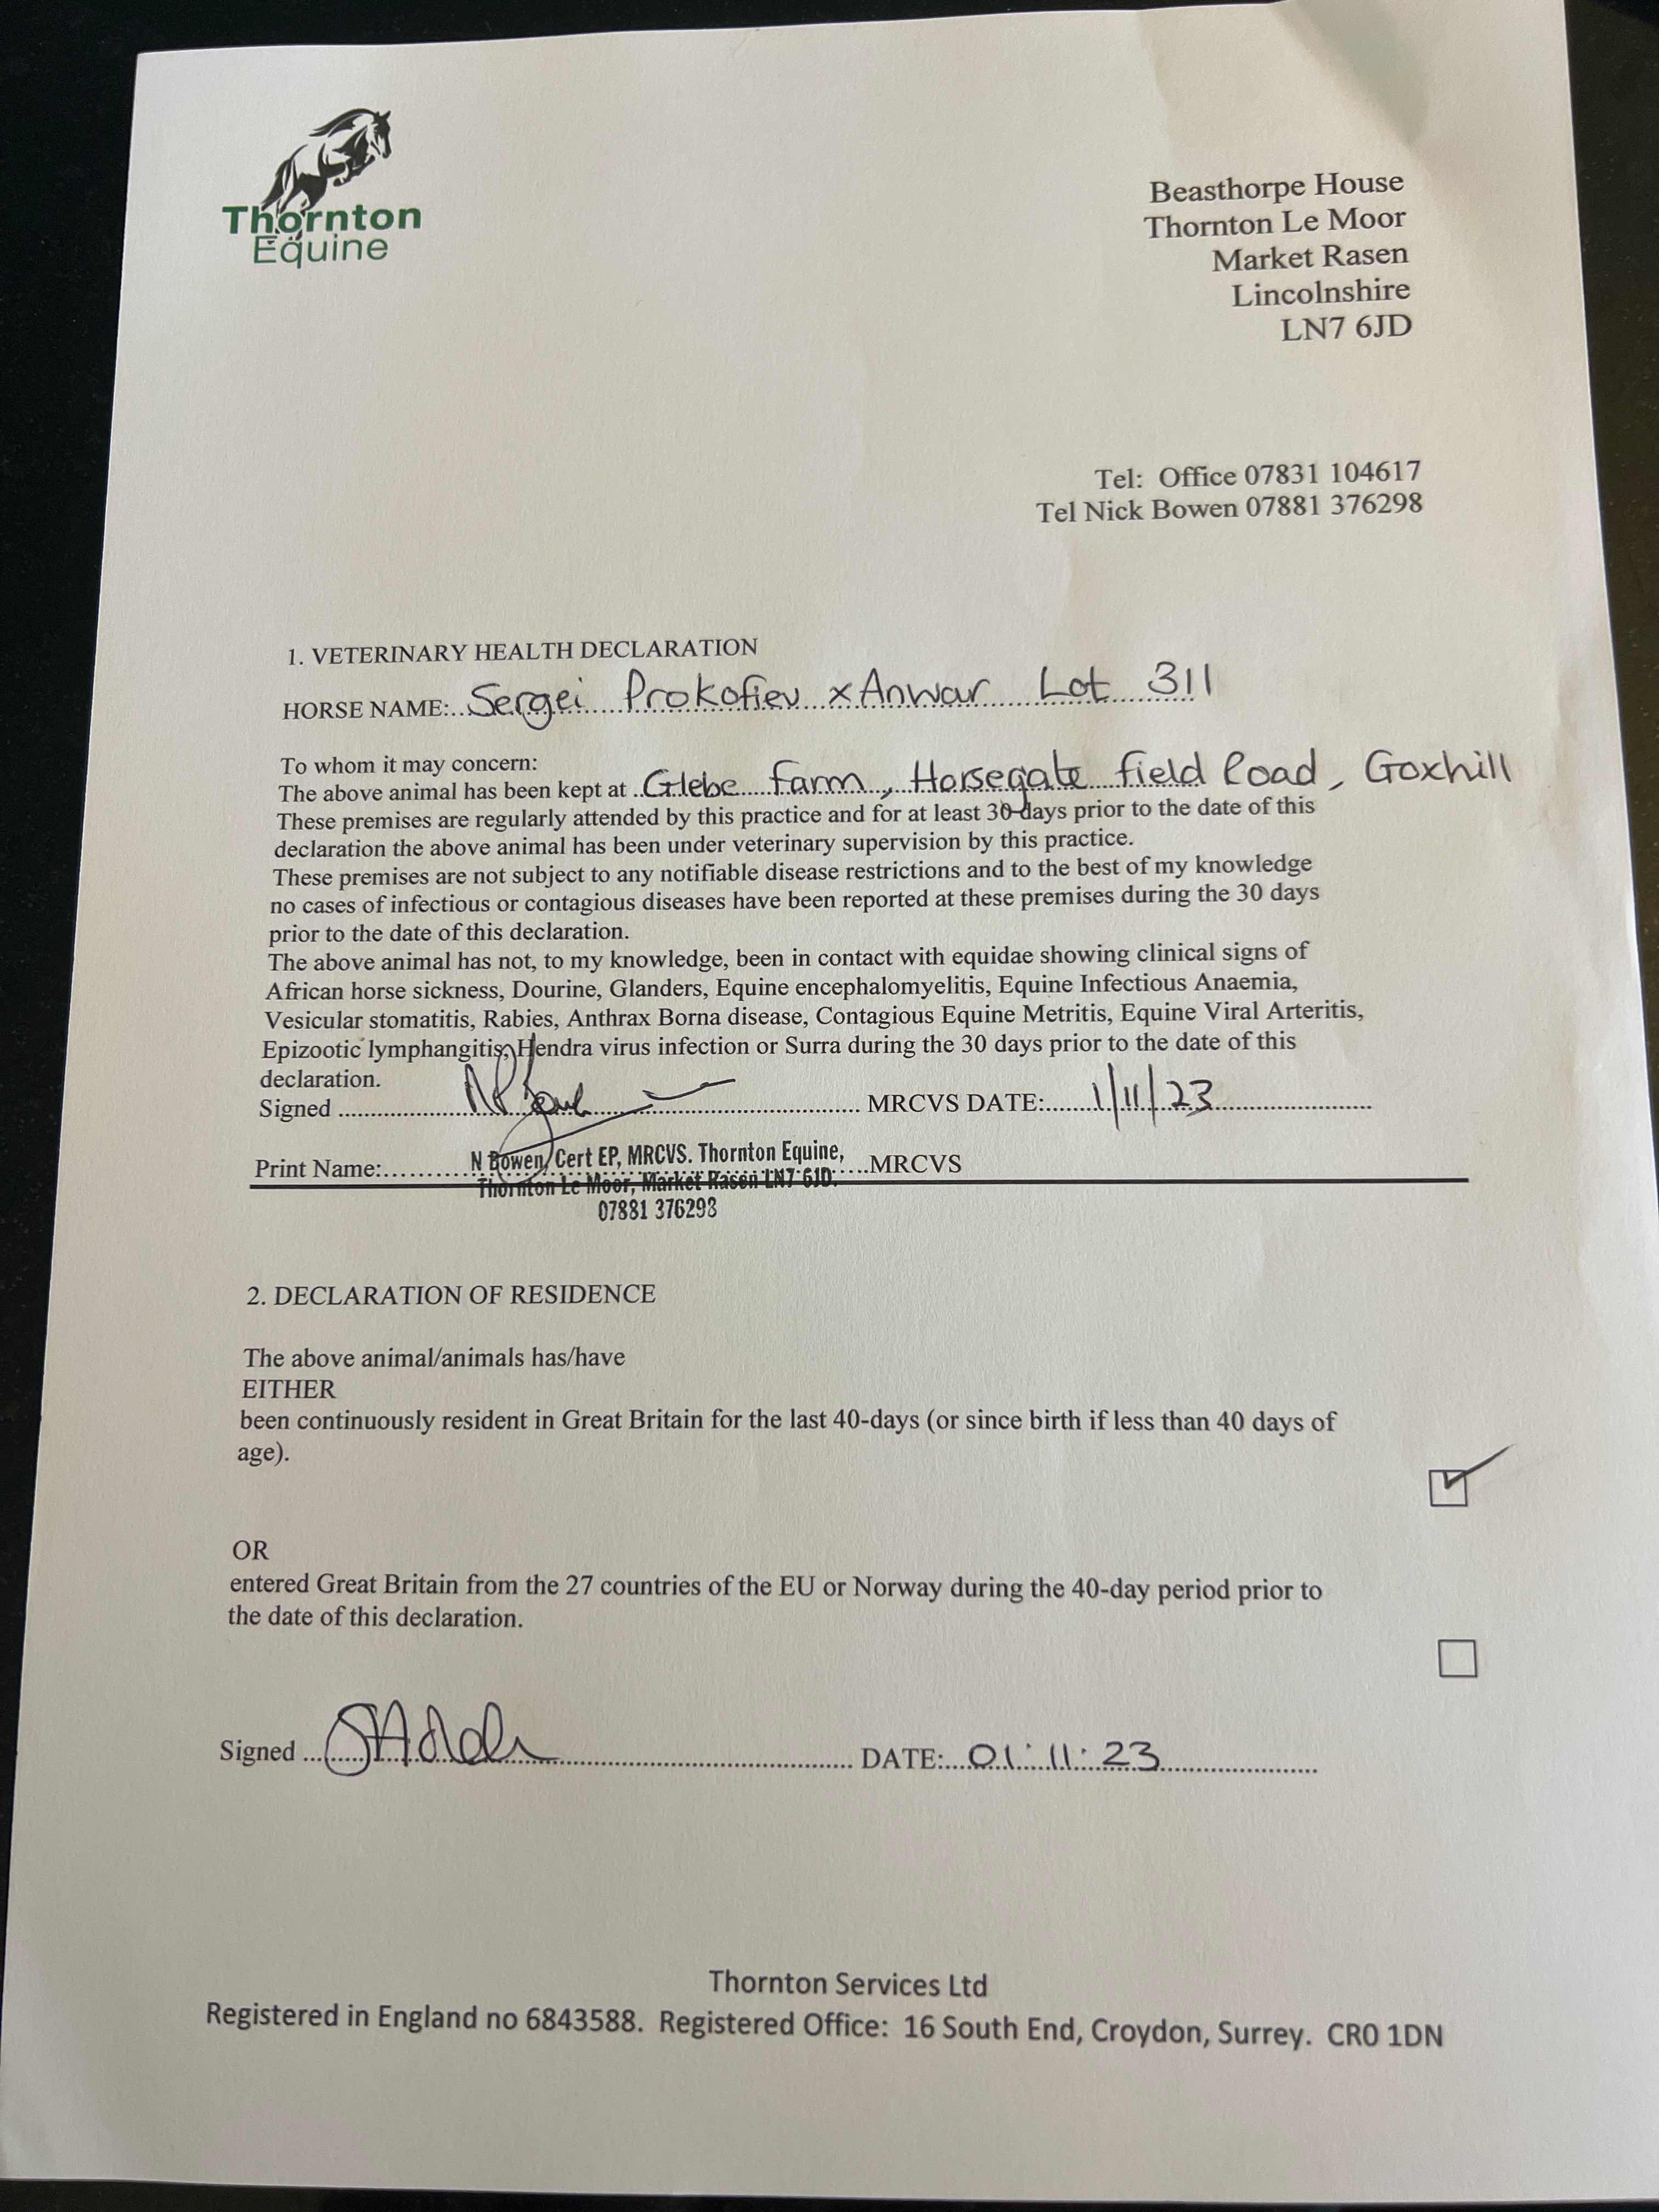 Thornton
Equine
Beasthorpe House
Thornton Le Moor
Market Rasen
Lincolnshire
LN7 6JD
Tel: Office 07831 104617
Tel Nick Bowen 07881 376298
1. VETERINARY HEALTH DECLARATION
HORSE NAME:..Sergei Prokofiev x Anwar Lot 311
To whom it may concern:
The above animal has been kept at ..Glebe Farm, Horsegate field Road, Goxhill
These premises are regularly attended by this practice and for at least 30-days prior to the date of this
declaration the above animal has been under veterinary supervision by this practice.
These premises are not subject to any notifiable disease restrictions and to the best of my knowledge
no cases of infectious or contagious diseases have been reported at these premises during the 30 days
prior to the date of this declaration.
The above animal has not, to my knowledge, been in contact with equidae showing clinical signs of
African horse sickness, Dourine, Glanders, Equine encephalomyelitis, Equine Infectious Anaemia,
Vesicular stomatitis, Rabies, Anthrax Borna disease, Contagious Equine Metritis, Equine Viral Arteritis,
Epizootic lymphangitis, Hendra virus infection or Surra during the 30 days prior to the date of this
declaration.
Signed ........ MRCVS DATE:....1/11/23
Print Name:...... N Bowen, Cert EP, MRCVS. Thornton Equine, ....MRCVS
Thornton Le Moor, Market Rasen LN7 6JD.
07881 376298
2. DECLARATION OF RESIDENCE
The above animal/animals has/have
EITHER
been continuously resident in Great Britain for the last 40-days (or since birth if less than 40 days of
age).
OR
entered Great Britain from the 27 countries of the EU or Norway during the 40-day period prior to
the date of this declaration.
Signed ........ DATE:....01:11:23
Thornton Services Ltd
Registered in England no 6843588. Registered Office: 16 South End, Croydon, Surrey. CR0 1DN